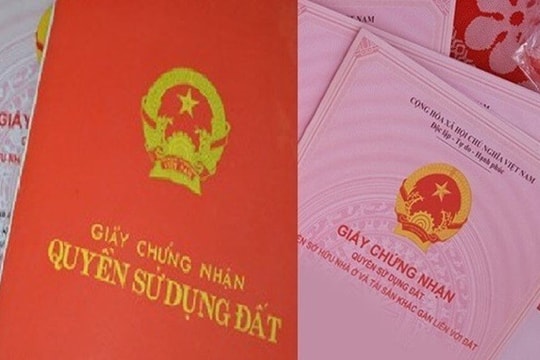 GIẤY CHỨNG NHẬN
QUYỀN SỬ DỤNG ĐẤT
GIẤY
CỘNG HÒA XÃ HỘI CHỦ NGHĨA VIỆT NAM
Độc lập - Tự do - Hạnh phúc
GIẤY CHỨNG NHẬN
QUYỀN SỬ DỤNG ĐẤT
SỞ HỮU NHÀ Ở VÀ TÀI SẢN KHÁC GẮN LIỀN VỚI ĐẤT